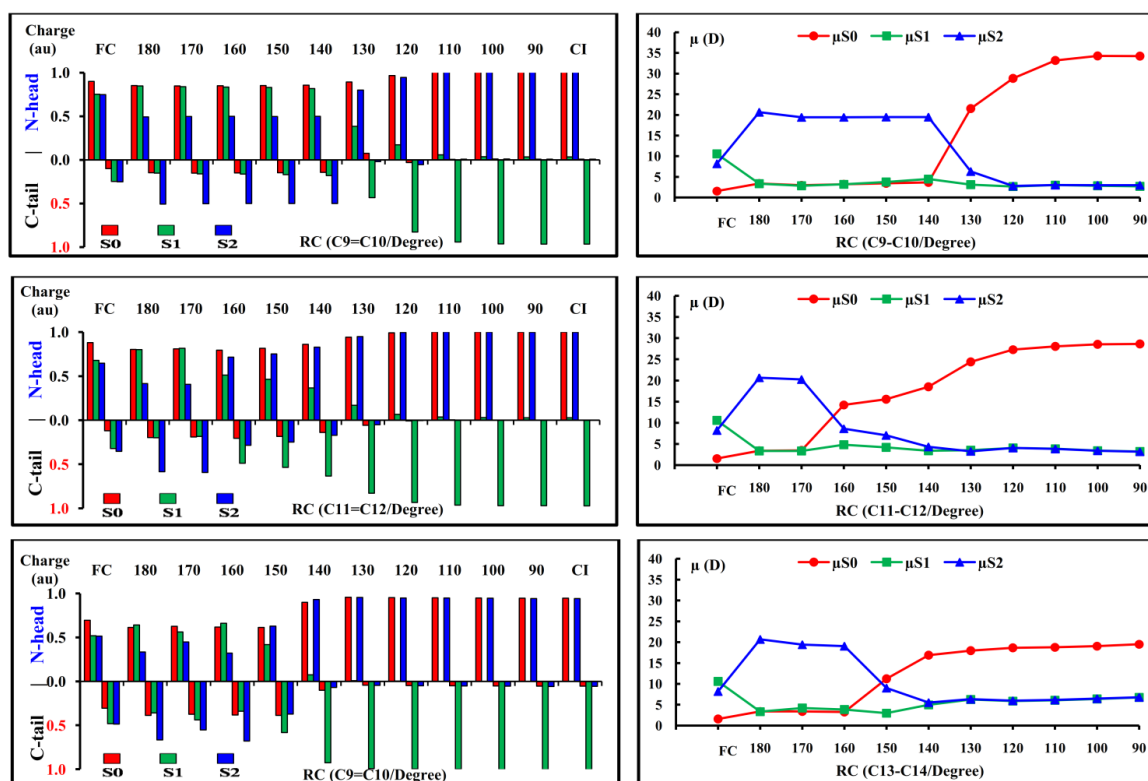 Charge
(au)
FC 180 170 160 150 140 130 120 110 100 90 CI
1.0
0.5
0.0
0.5
1.0
N-head
|
C-tail
S0 S1 S2
RC (C9=C10/Degree)
μ (D)
μS0 μS1 μS2
40
35
30
25
20
15
10
5
0
FC 180 170 160 150 140 130 120 110 100 90
RC (C9-C10/Degree)
Charge
(au)
FC 180 170 160 150 140 130 120 110 100 90 CI
1.0
0.5
0.0
0.5
1.0
N-head
|
C-tail
S0 S1 S2
RC (C11=C12/Degree)
μ (D)
μS0 μS1 μS2
40
35
30
25
20
15
10
5
0
FC 180 170 160 150 140 130 120 110 100 90
RC (C11-C12/Degree)
Charge
(au)
FC 180 170 160 150 140 130 120 110 100 90 CI
1.0
0.5
0.0
0.5
1.0
N-head
|
C-tail
S0 S1 S2
RC (C9=C10/Degree)
μ (D)
μS0 μS1 μS2
40
35
30
25
20
15
10
5
0
FC 180 170 160 150 140 130 120 110 100 90
RC (C13-C14/Degree)